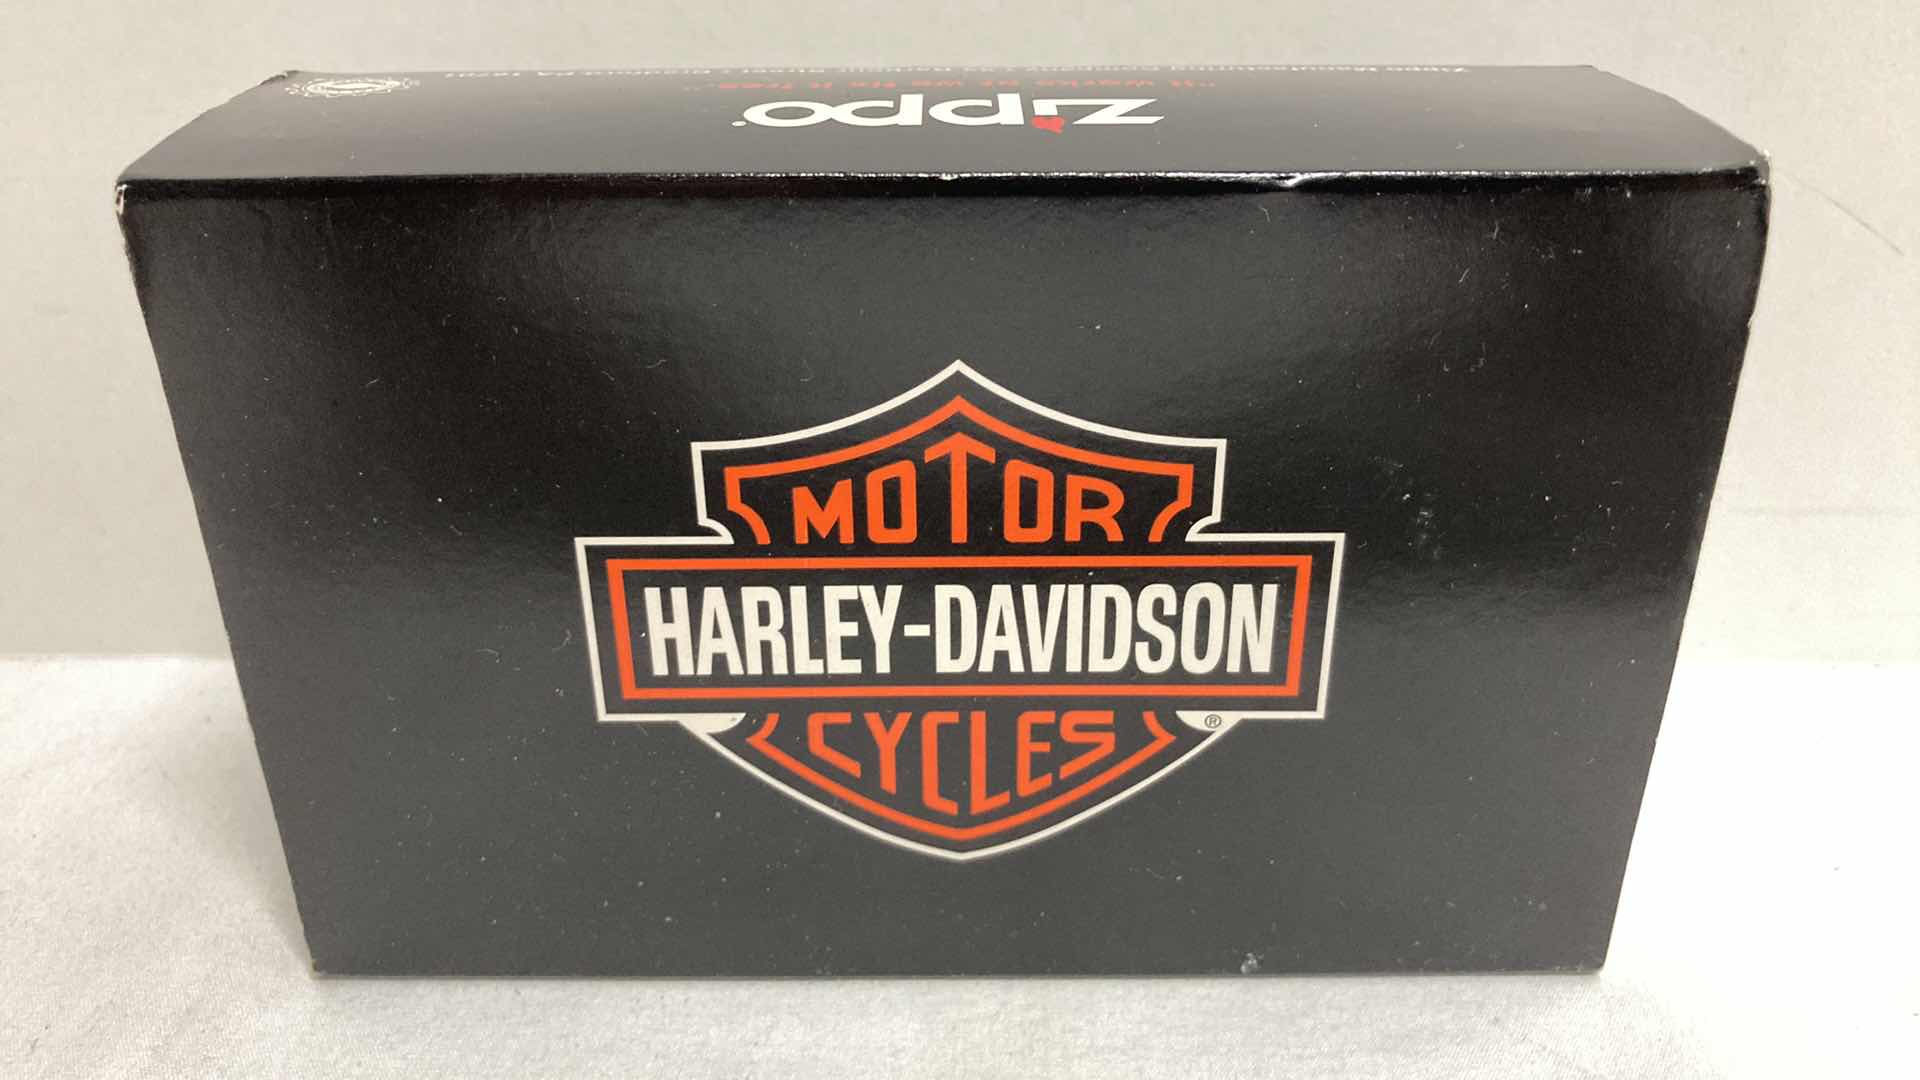 "It works or we fix it free."
Zippo
MOTOR
HARLEY-DAVIDSON
CYCLES
®